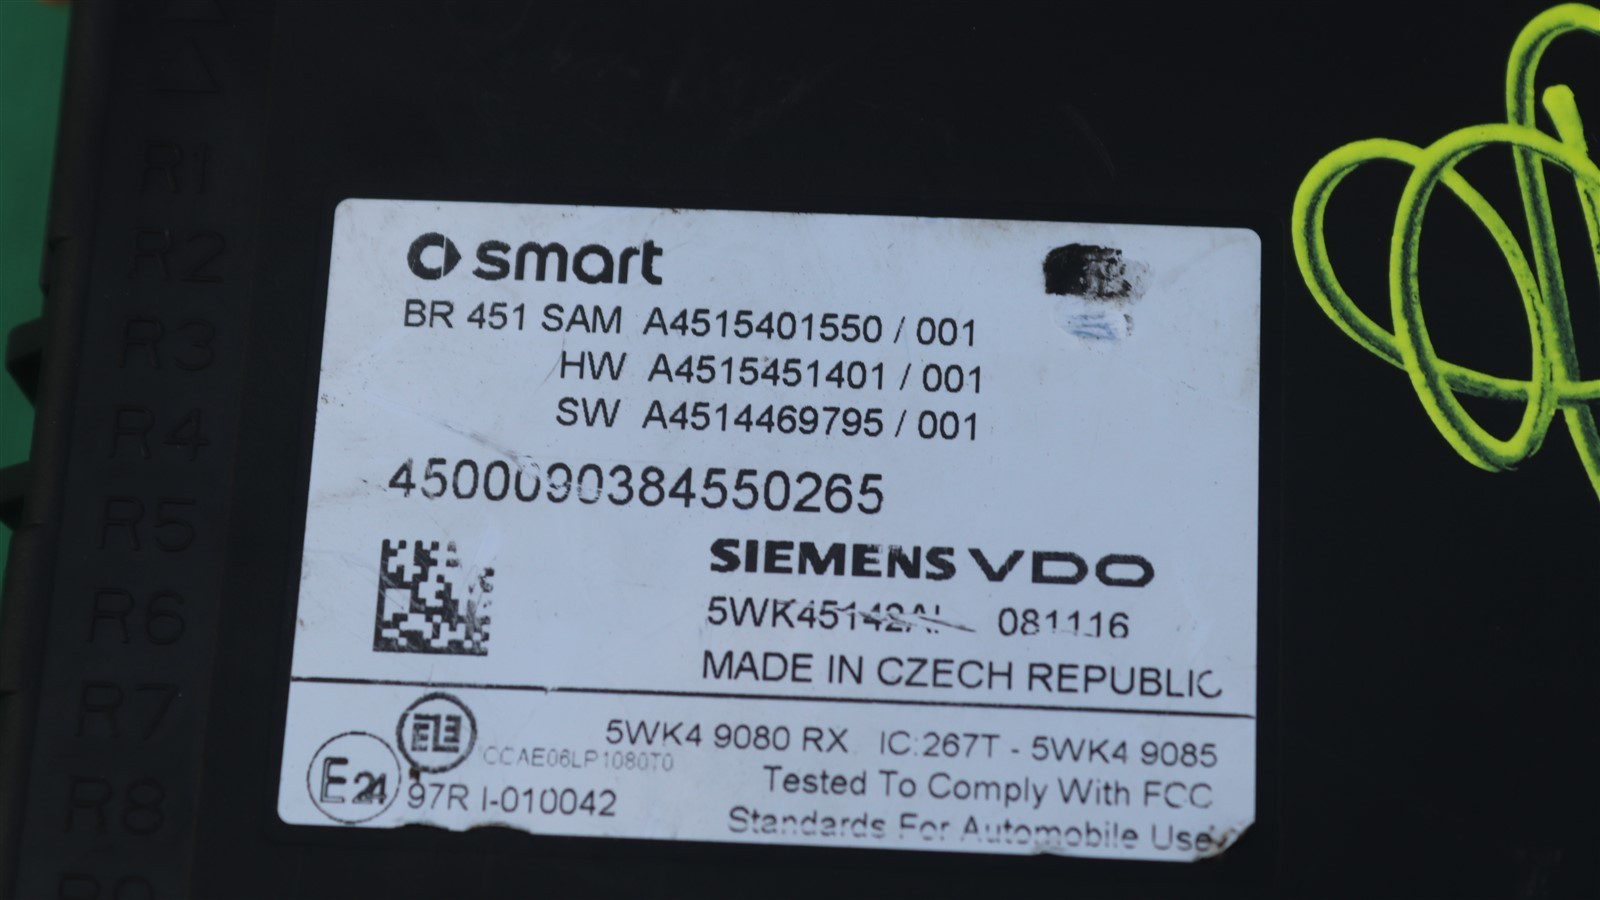 R1
R2
R3
R4
R5
R6
R7
R8
R9
smart
BR 451 SAM A4515401550 / 001
HW A4515451401 / 001
SW A4514469795 / 001
4500090384550265
SIEMENS VDO
081116
MADE IN CZECH REPUBLIC
5WK4 9080 RX IC:267T - 5WK4 9085
CCAE06LP1080T0
Tested To Comply With FCC
E24 97R I-010042
Standards For Automobile Use